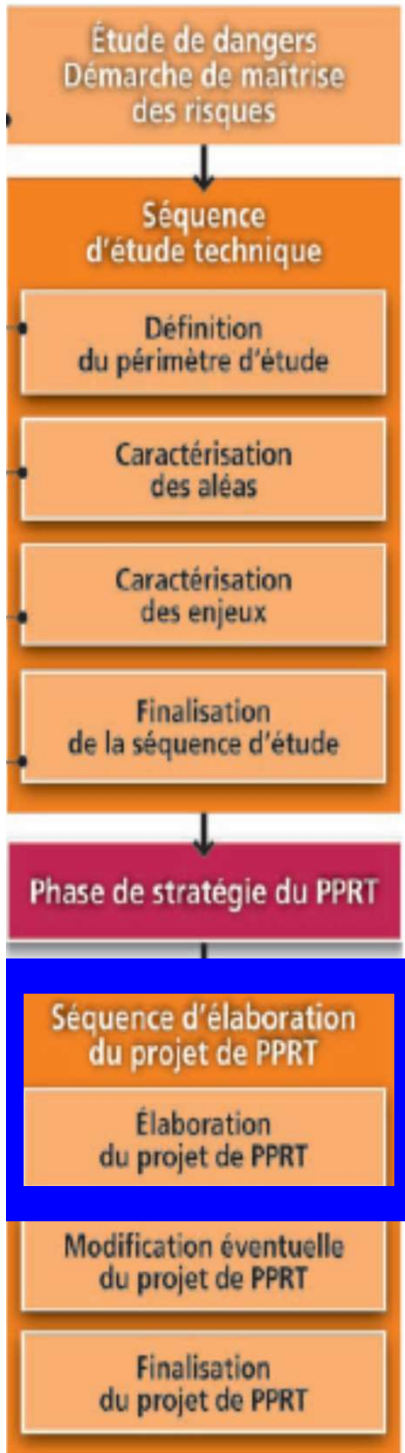 Étude de dangers
Démarche de maîtrise
des risques
Séquence
d'étude technique
Définition
du périmètre d'étude
Caractérisation
des aléas
Caractérisation
des enjeux
Finalisation
de la séquence d'étude
Phase de stratégie du PPRT
Séquence d'élaboration
du projet de PPRT
Élaboration
du projet de PPRT
Modification éventuelle
du projet de PPRT
Finalisation
du projet de PPRT